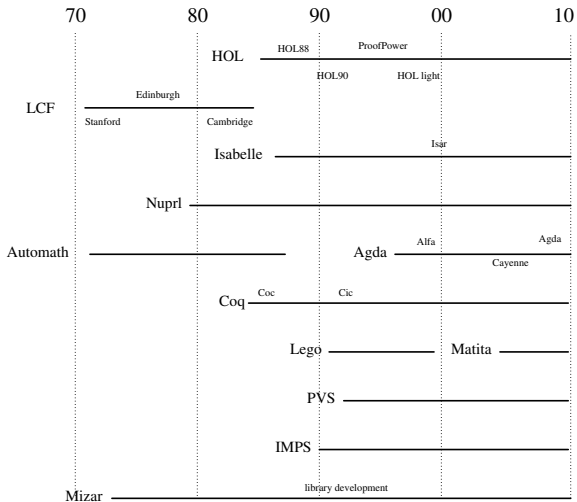 70 80 90 00 10
HOL88 ProofPower
HOL
HOL90 HOL light
Edinburgh
LCF
Stanford Cambridge
Isar
Isabelle
Nuprl
Agda
Alfa
Automath Agda
Cayenne
Coc Cic
Coq
Lego Matita
PVS
IMPS
library development
Mizar